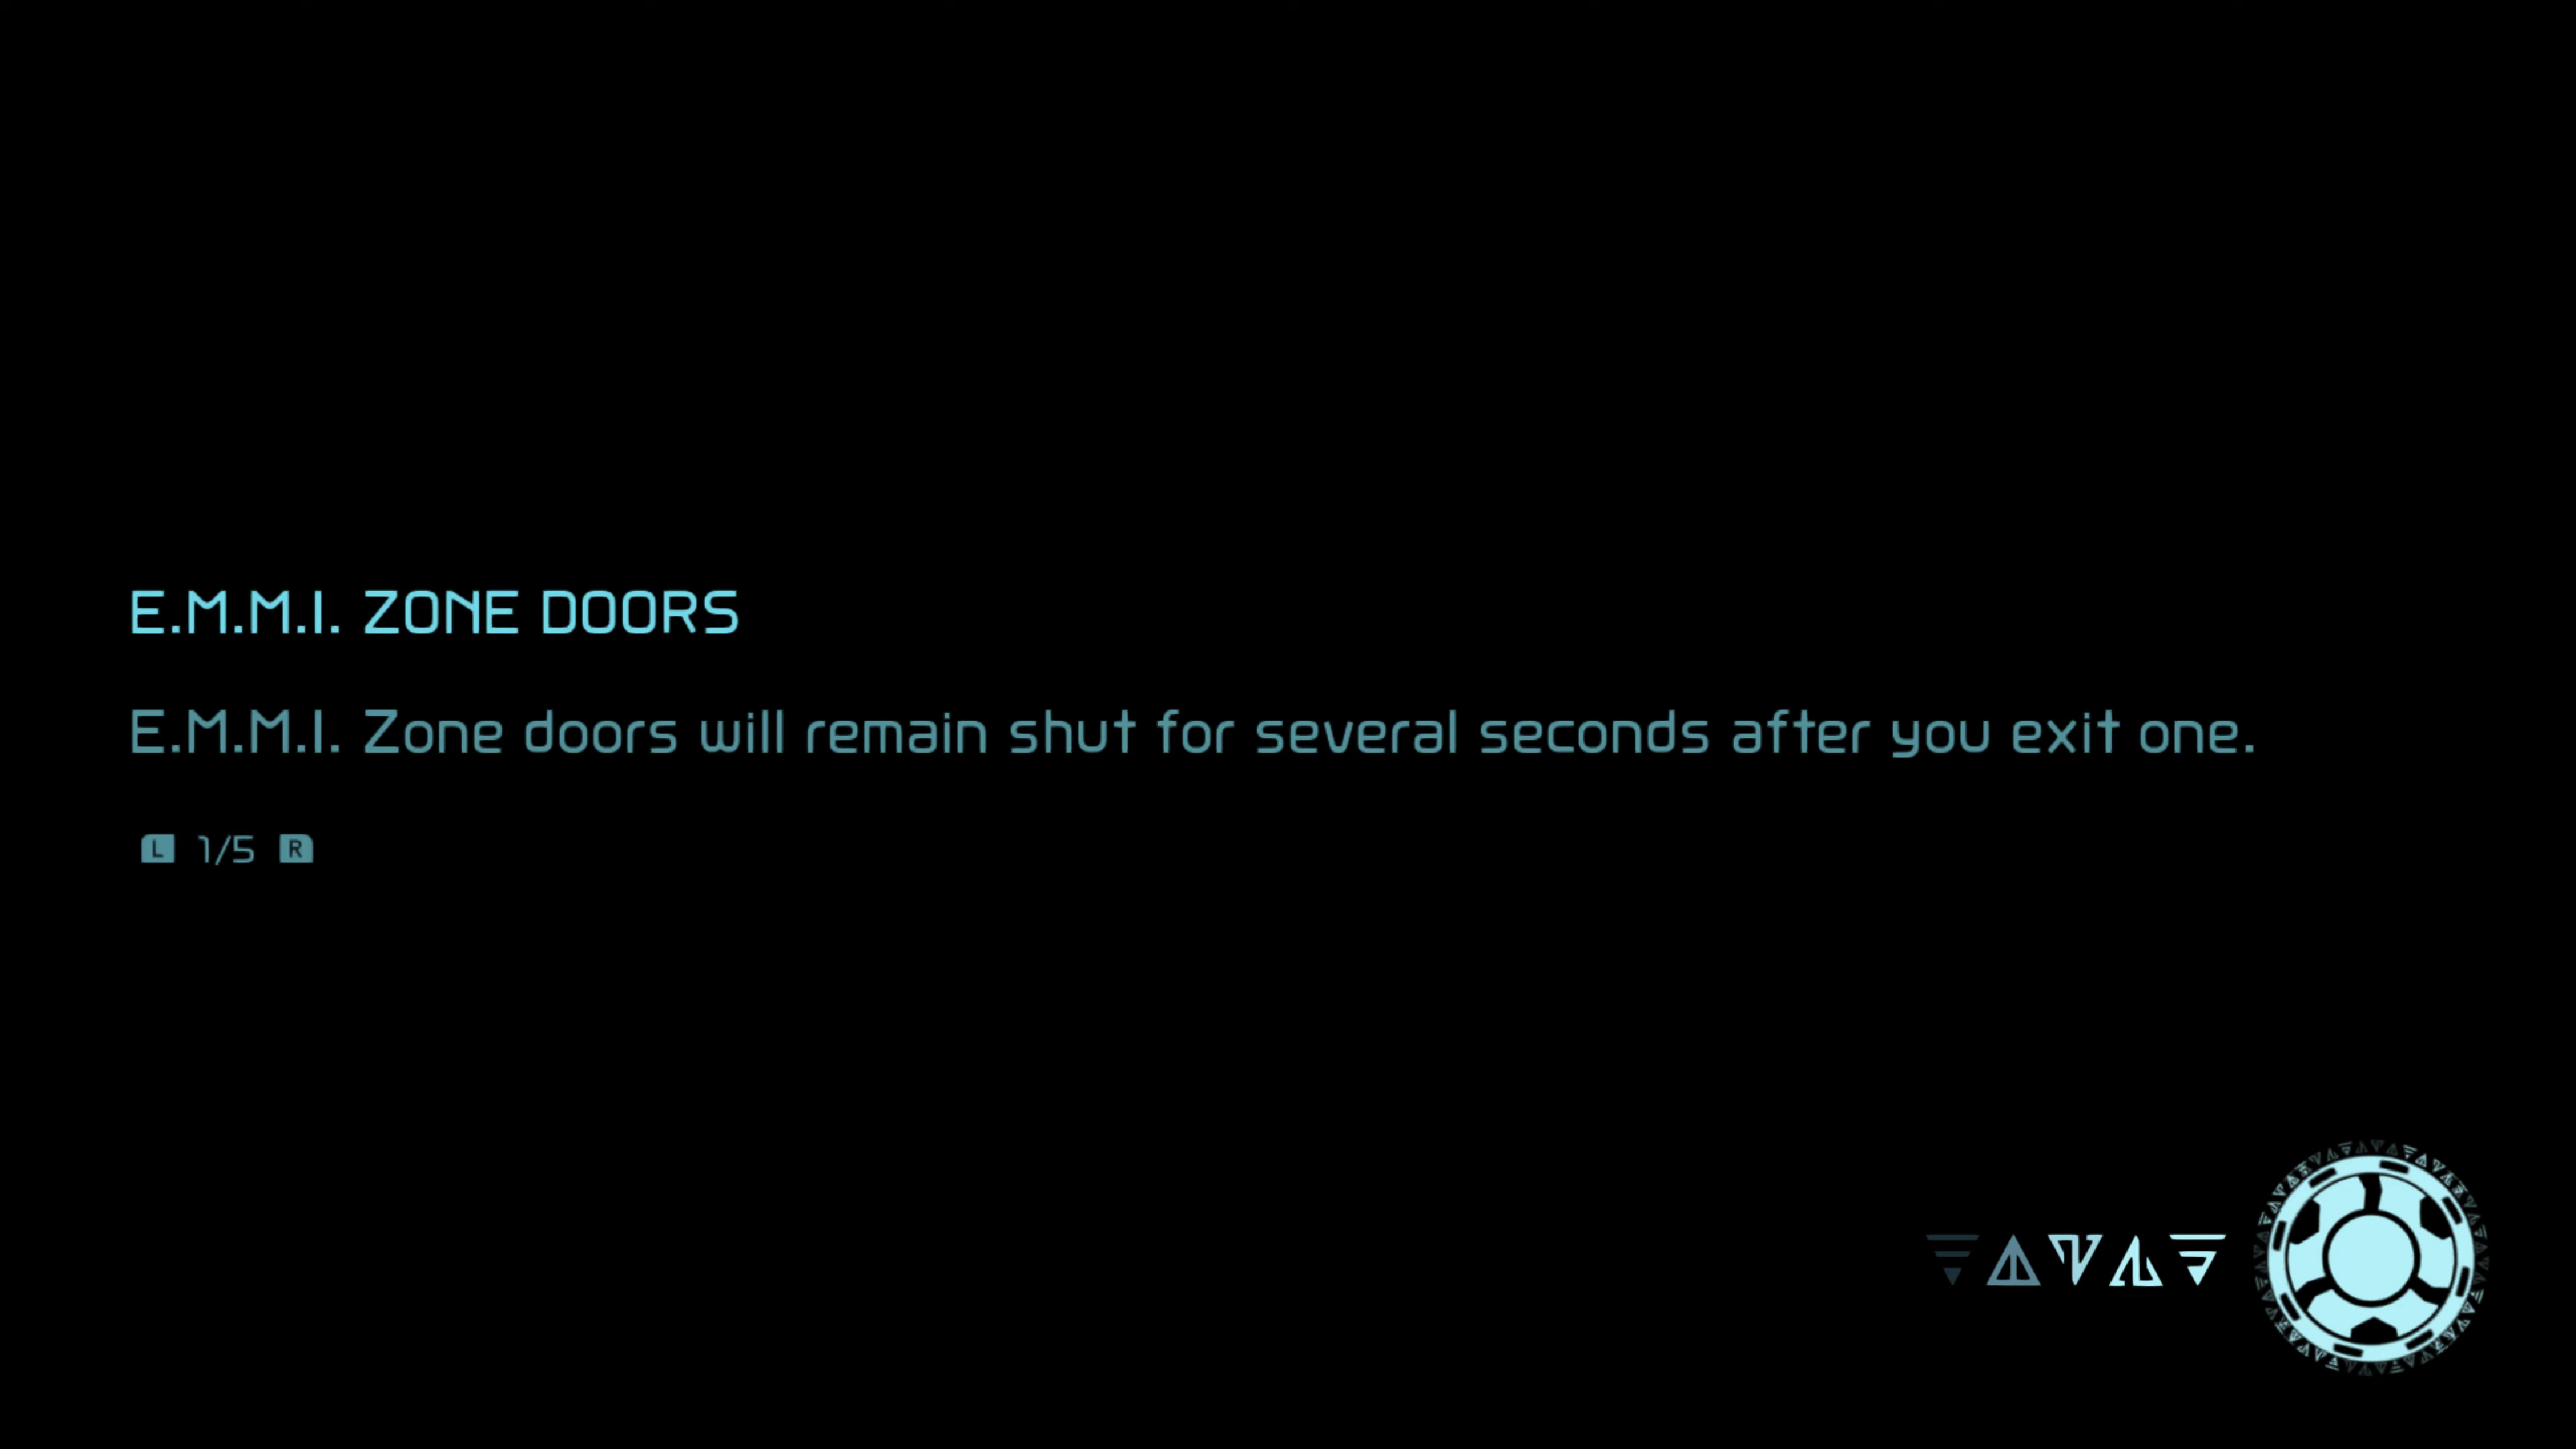 E.M.M.I. ZONE DOORS
E.M.M.I. Zone doors will remain shut for several seconds after you exit one.
L 1/5 R